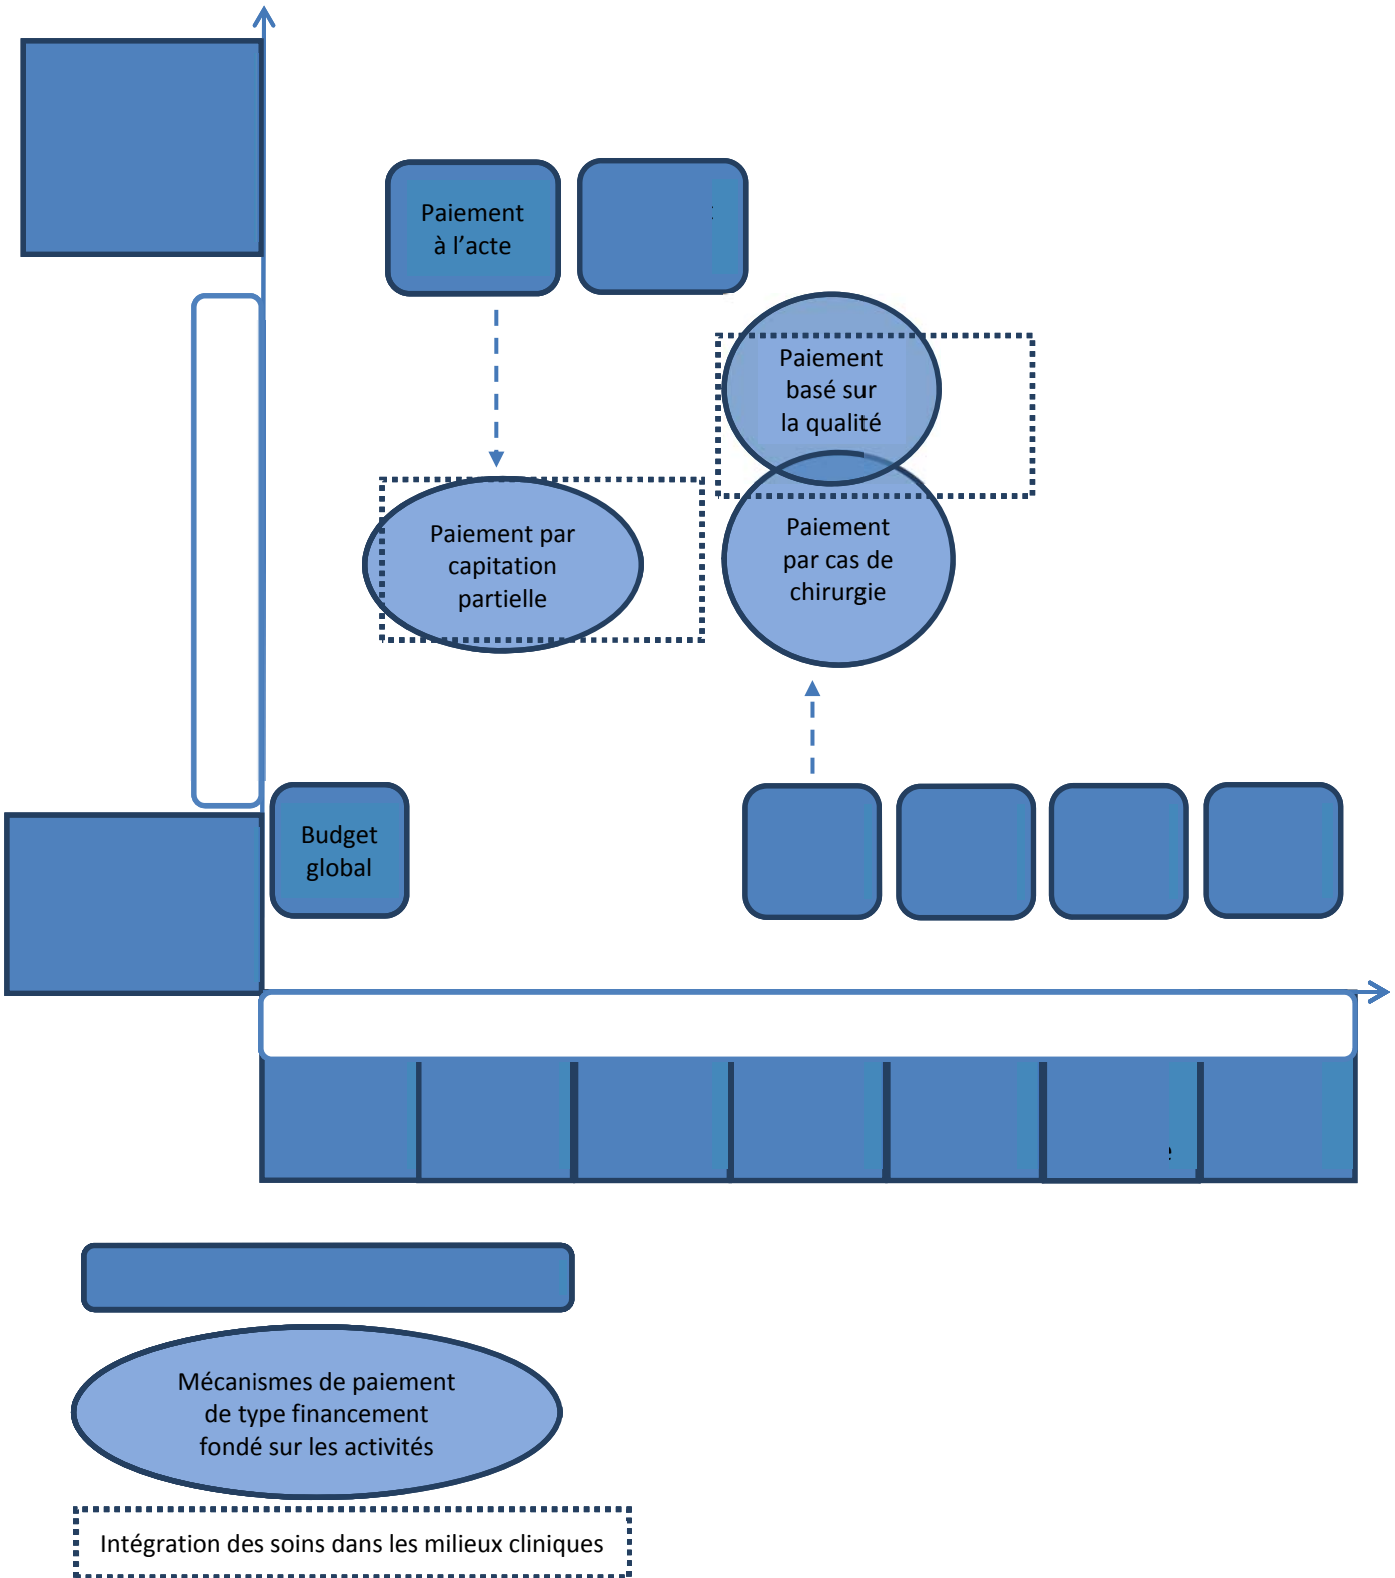 Paiement
à l’acte
Paiement
basé sur
la qualité
Paiement par
capitation
partielle
Paiement
par cas de
chirurgie
Budget
global
Mécanismes de paiement
de type financement
fondé sur les activités
Intégration des soins dans les milieux cliniques